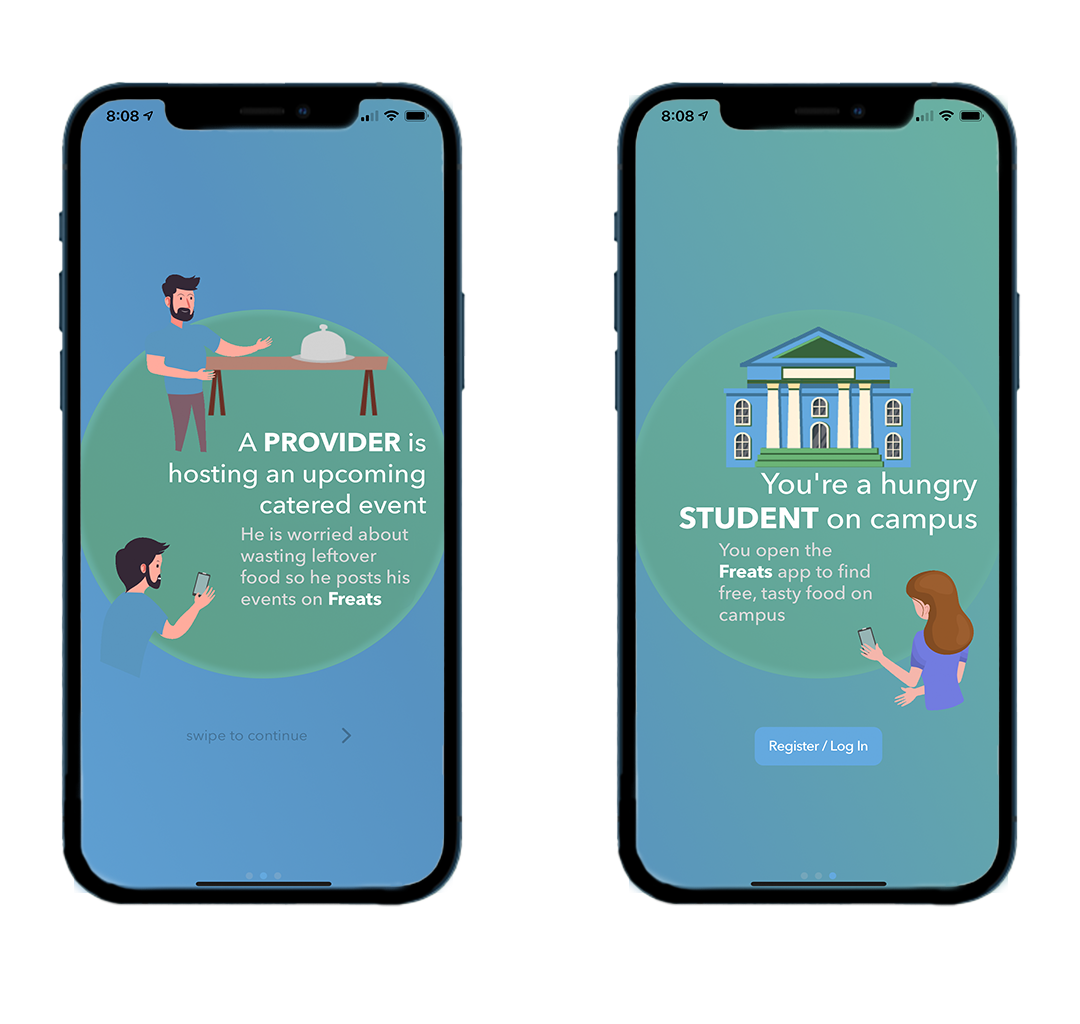 8:08
A PROVIDER is
hosting an upcoming
catered event
He is worried about
wasting leftover
food so he posts his
events on Freats
swipe to continue
8:08
You're a hungry
STUDENT on campus
You open the
Freats app to find
free, tasty food on
campus
Register / Log In